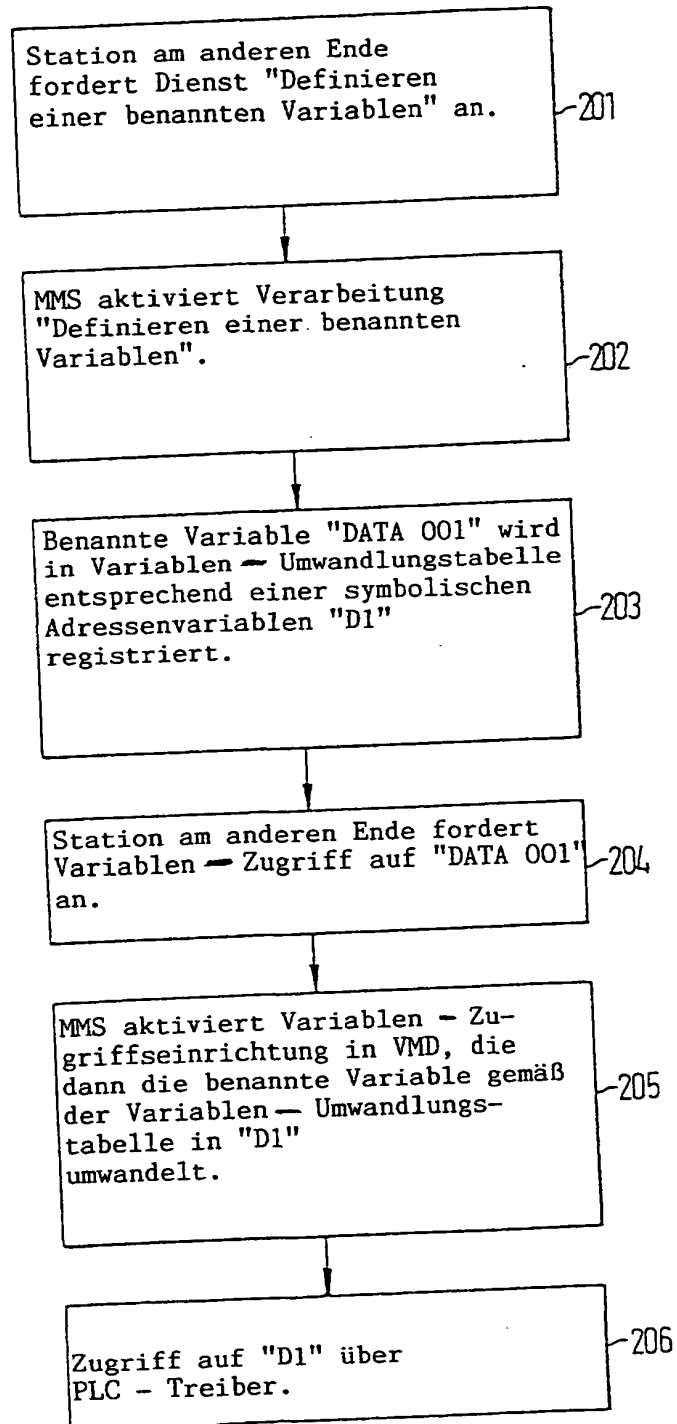 Station am anderen Ende
fordert Dienst "Definieren
einer benannten Variablen" an.
201
MMS aktiviert Verarbeitung
"Definieren einer benannten
Variablen".
202
Benannte Variable "DATA 001" wird
in Variablen — Umwandlungstabelle
entsprechend einer symbolischen
Adressenvariablen "D1"
registriert.
203
Station am anderen Ende fordert
Variablen — Zugriff auf "DATA 001"
an.
204
MMS aktiviert Variablen — Zu-
griffseinrichtung in VMD, die
dann die benannte Variable gemäß
der Variablen — Umwandlungs-
tabelle in "D1"
umwandelt.
205
Zugriff auf "D1" über
PLC - Treiber.
206